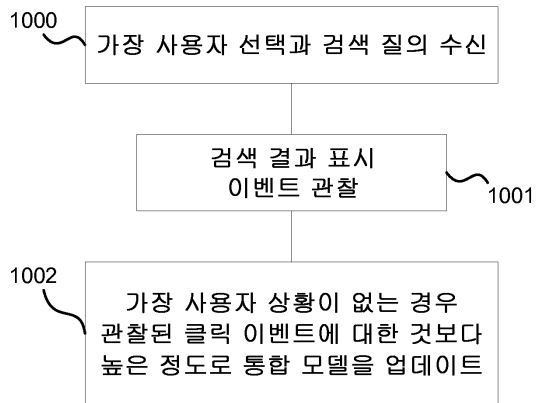 1000
가장 사용자 선택과 검색 질의 수신
검색 결과 표시
이벤트 관찰
1001
1002
가장 사용자 상황이 없는 경우
관찰된 클릭 이벤트에 대한 것보다
높은 정도로 통합 모델을 업데이트